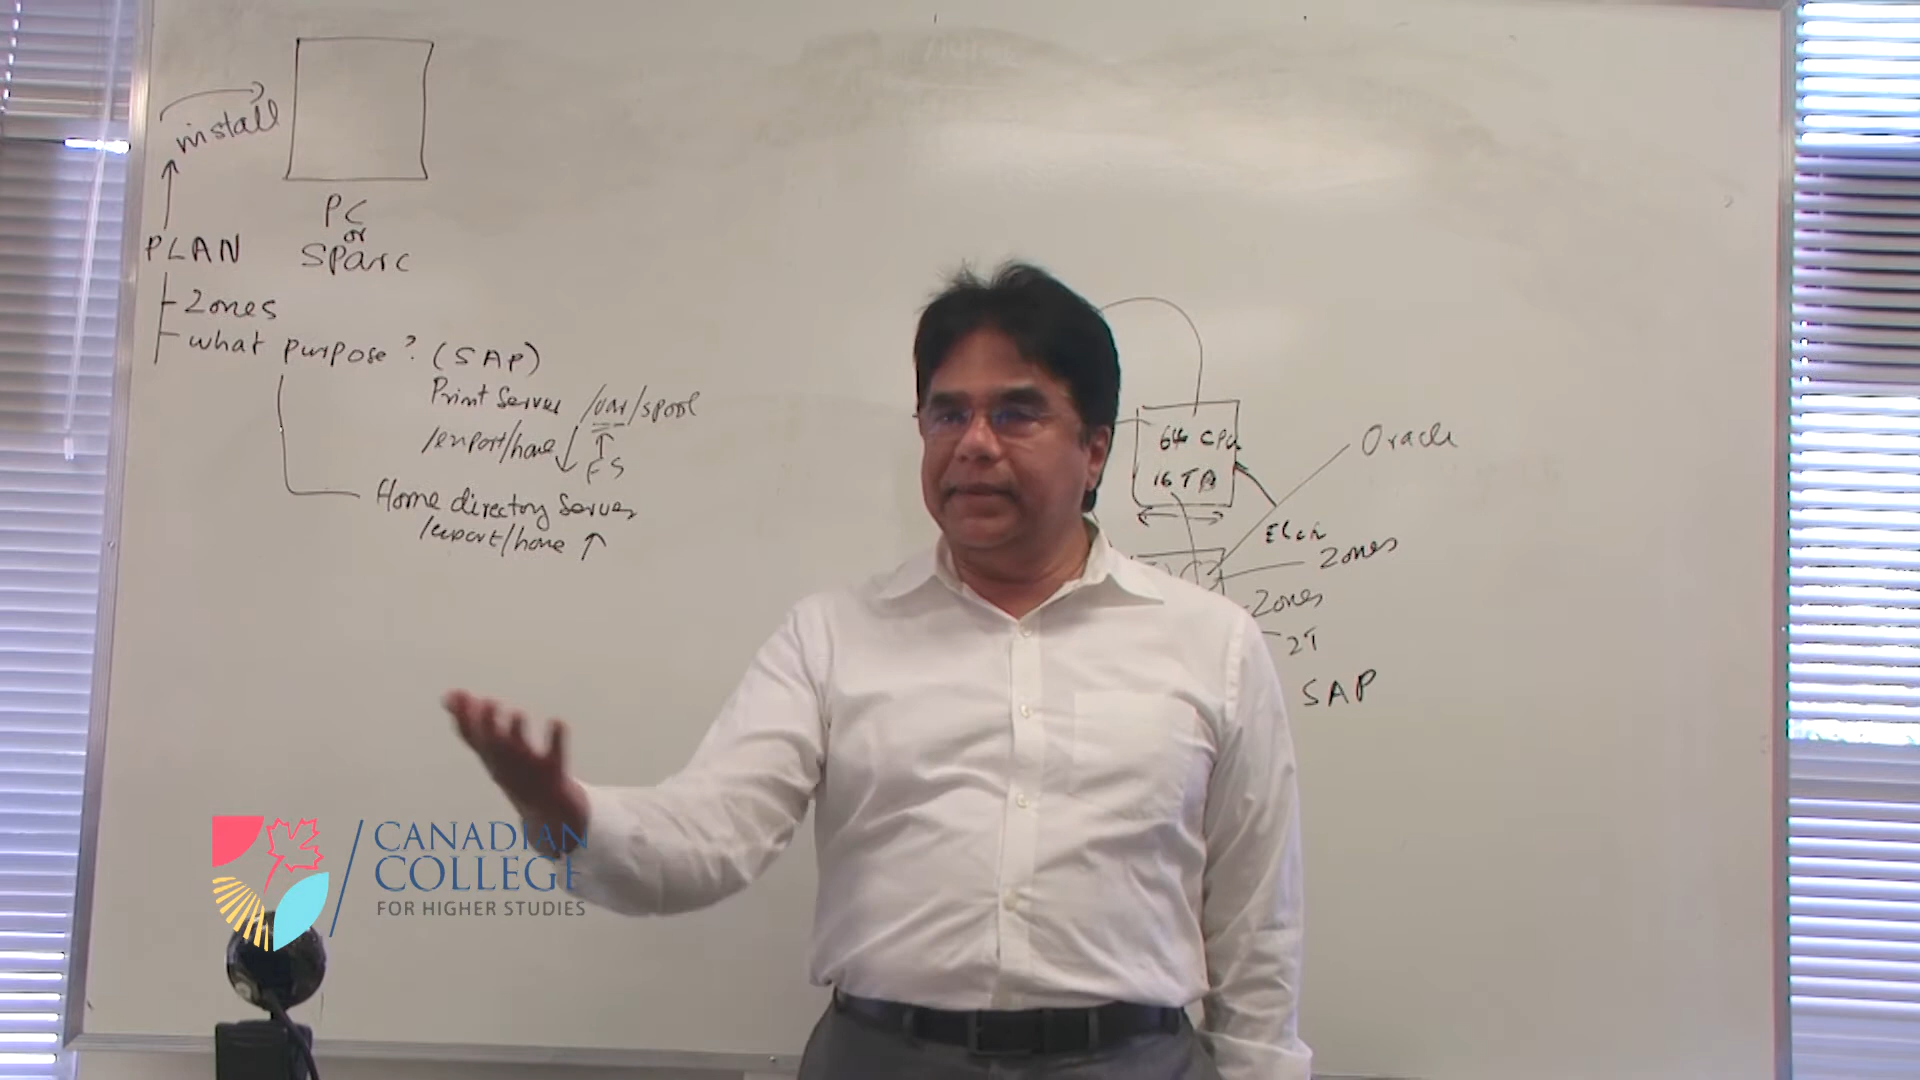 install
PC
or
SParc
PLAN
Zones
what purpose? (SAP)
Print Server /var/spool
/export/home
FS
Home directory Server
/export/home
64 CPU
16 TB
Oracle
Zones
Zones
2T
SAP
CANADIAN
COLLEGE
FOR HIGHER STUDIES